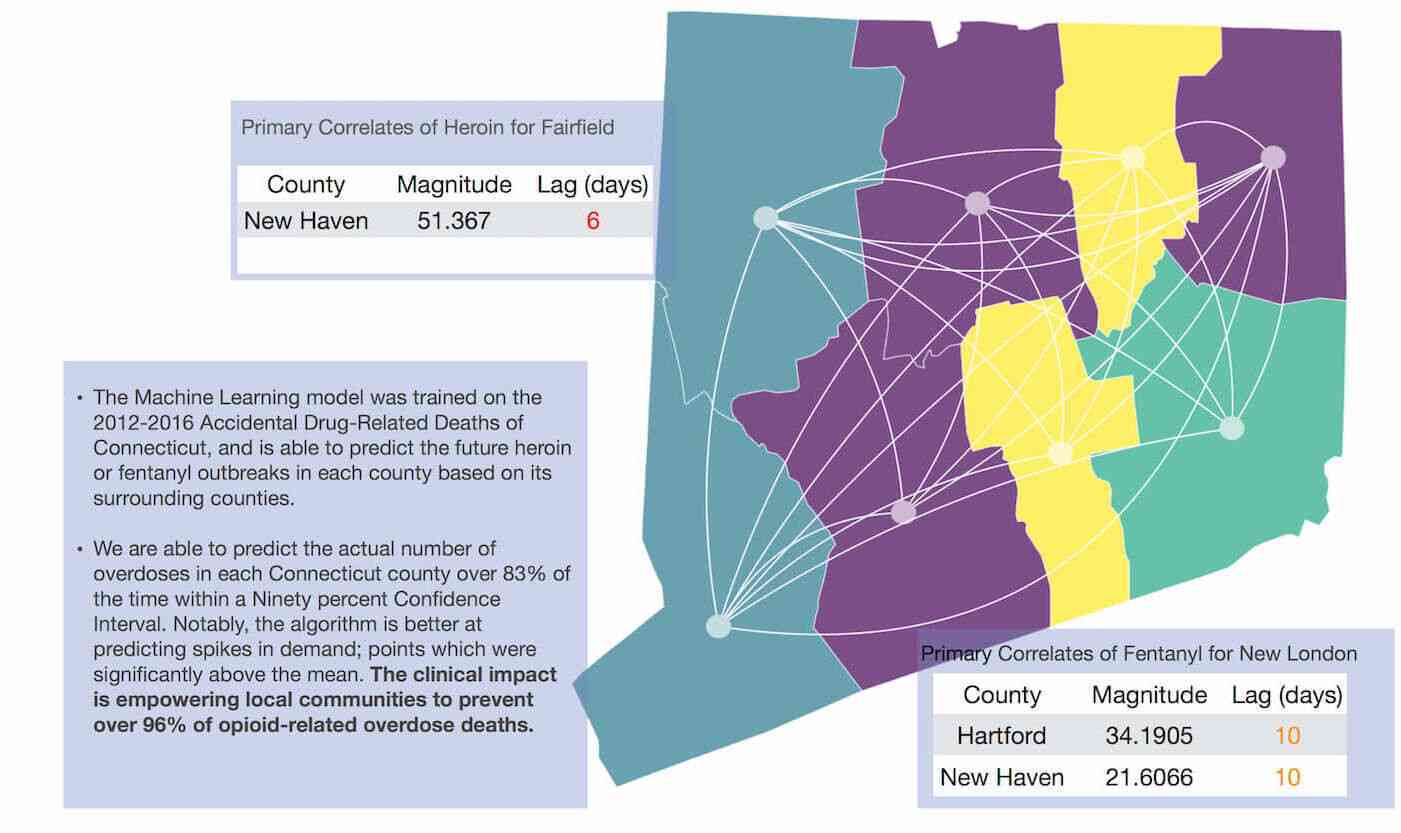 Primary Correlates of Heroin for Fairfield
County Magnitude Lag (days)
New Haven 51.367 6
• The Machine Learning model was trained on the
2012-2016 Accidental Drug-Related Deaths of
Connecticut, and is able to predict the future heroin
or fentanyl outbreaks in each county based on its
surrounding counties.
• We are able to predict the actual number of
overdoses in each Connecticut county over 83% of
the time within a Ninety percent Confidence
Interval. Notably, the algorithm is better at
predicting spikes in demand; points which were
significantly above the mean. The clinical impact
is empowering local communities to prevent
over 96% of opioid-related overdose deaths.
Primary Correlates of Fentanyl for New London
County Magnitude Lag (days)
Hartford 34.1905 10
New Haven 21.6066 10